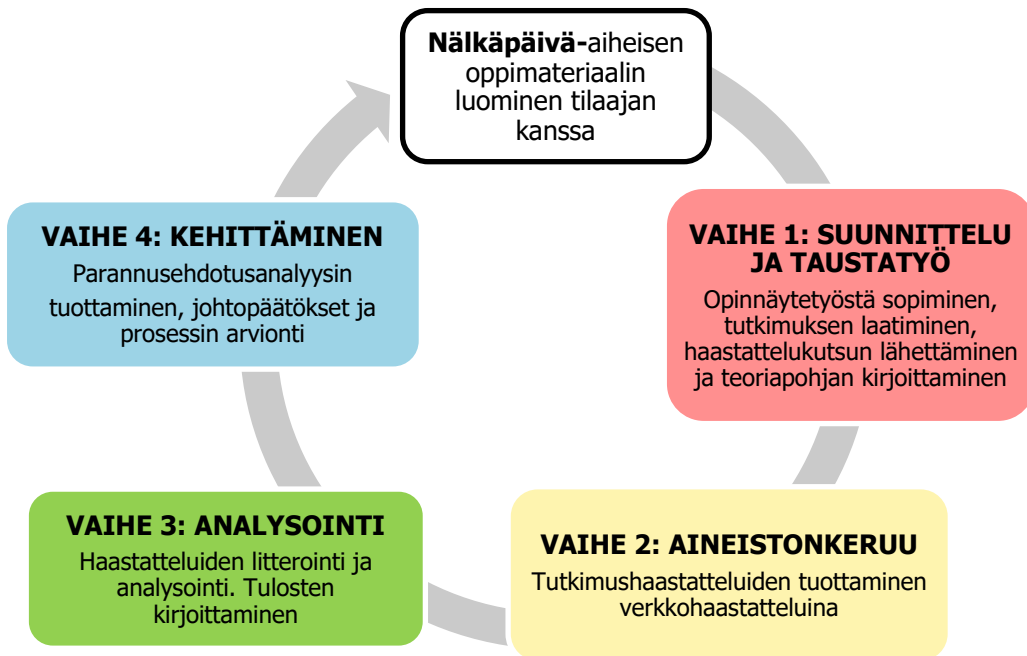 Nälkäpäivä-aiheisen
oppimateriaalin
luominen tilaajan
kanssa
VAIHE 1: SUUNNITTELU
JA TAUSTATYÖ
Opinnäytetyöstä sopiminen,
tutkimuksen laatiminen,
haastattelukutsun lähettäminen
ja teoriapohjan kirjoittaminen
VAIHE 2: AINEISTONKERUU
Tutkimushaastatteluiden tuottaminen
verkkohaastatteluina
VAIHE 3: ANALYSOINTI
Haastatteluiden litterointi ja
analysointi. Tulosten
kirjoittaminen
VAIHE 4: KEHITTÄMINEN
Parannusehdotusanalyysin
tuottaminen, johtopäätökset ja
prosessin arvionti